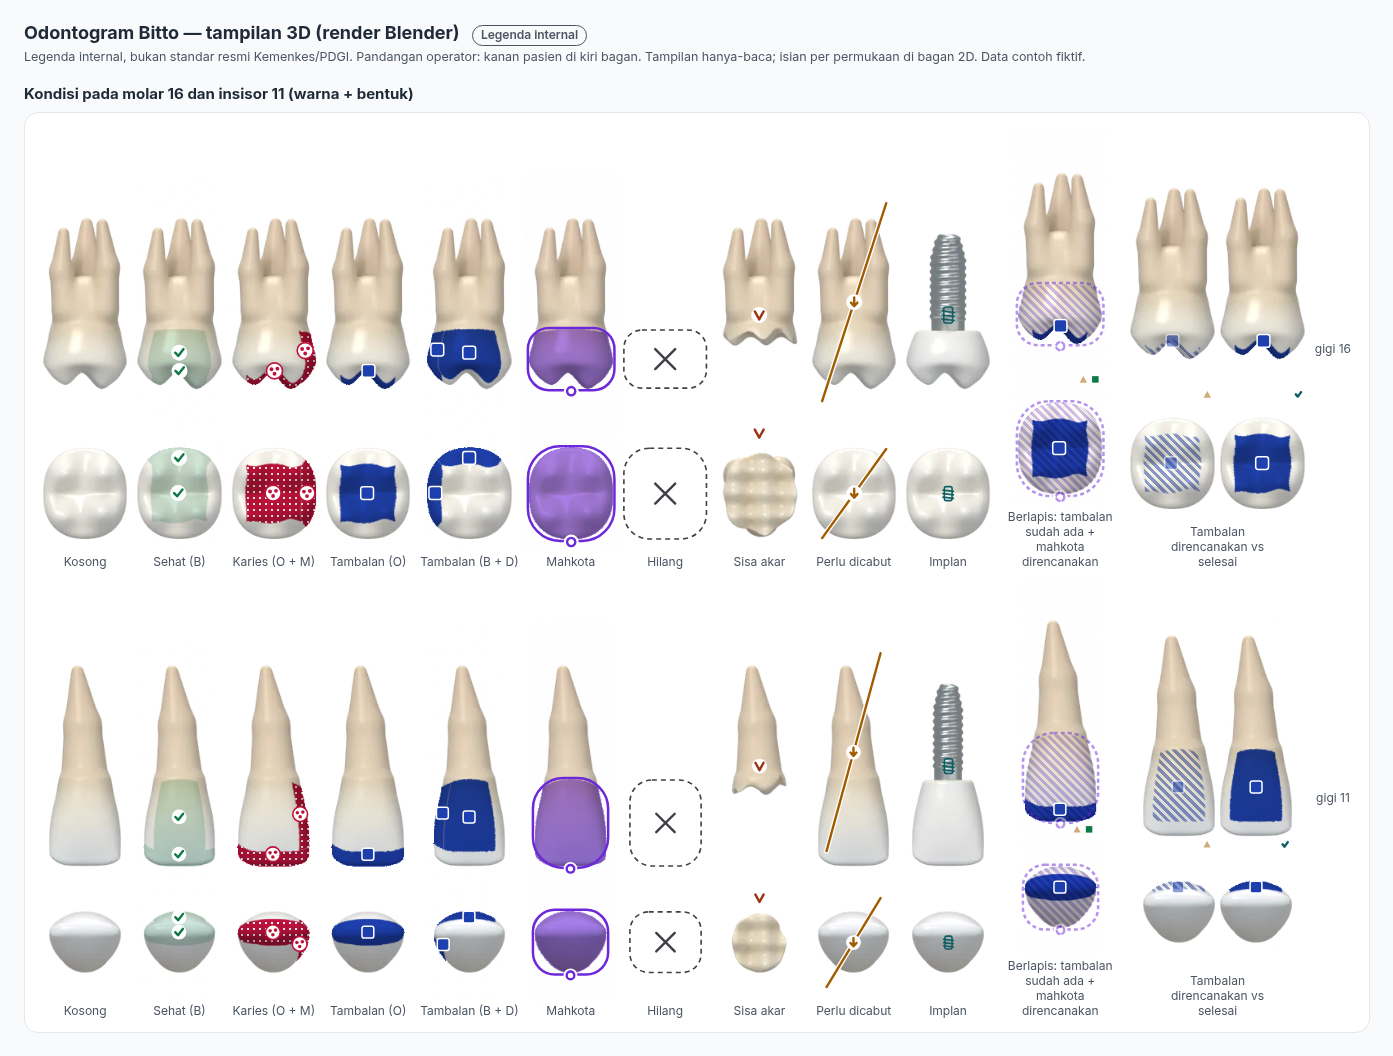 Odontogram Bitto — tampilan 3D (render Blender)
Legenda internal
Legenda internal, bukan standar resmi Kemenkes/PDGI. Pandangan operator: kanan pasien di kiri bagan. Tampilan hanya-baca; isian per permukaan di bagan 2D. Data contoh fiktif.
Kondisi pada molar 16 dan insisor 11 (warna + bentuk)
gigi 16
Kosong
Sehat (B)
Karies (O + M)
Tambalan (O)
Tambalan (B + D)
Mahkota
Hilang
Sisa akar
Perlu dicabut
Implan
Berlapis: tambalan
sudah ada +
mahkota
direncanakan
Tambalan
direncanakan vs
selesai
gigi 11
Kosong
Sehat (B)
Karies (O + M)
Tambalan (O)
Tambalan (B + D)
Mahkota
Hilang
Sisa akar
Perlu dicabut
Implan
Berlapis: tambalan
sudah ada +
mahkota
direncanakan
Tambalan
direncanakan vs
selesai